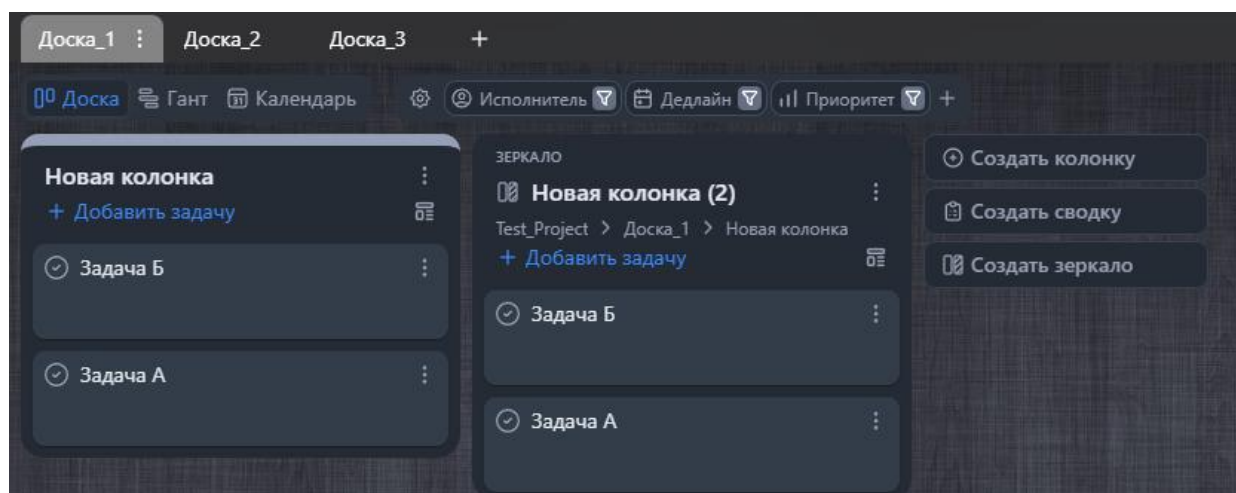 Доска_1 Доска_2 Доска_3 +
Доска Гант 31 Календарь Исполнитель Дедлайн Приоритет +
Новая колонка
+ Добавить задачу
Задача Б
Задача А
ЗЕРКАЛО
Новая колонка (2)
Test_Project > Доска_1 > Новая колонка
+ Добавить задачу
Задача Б
Задача А
Создать колонку
Создать сводку
Создать зеркало